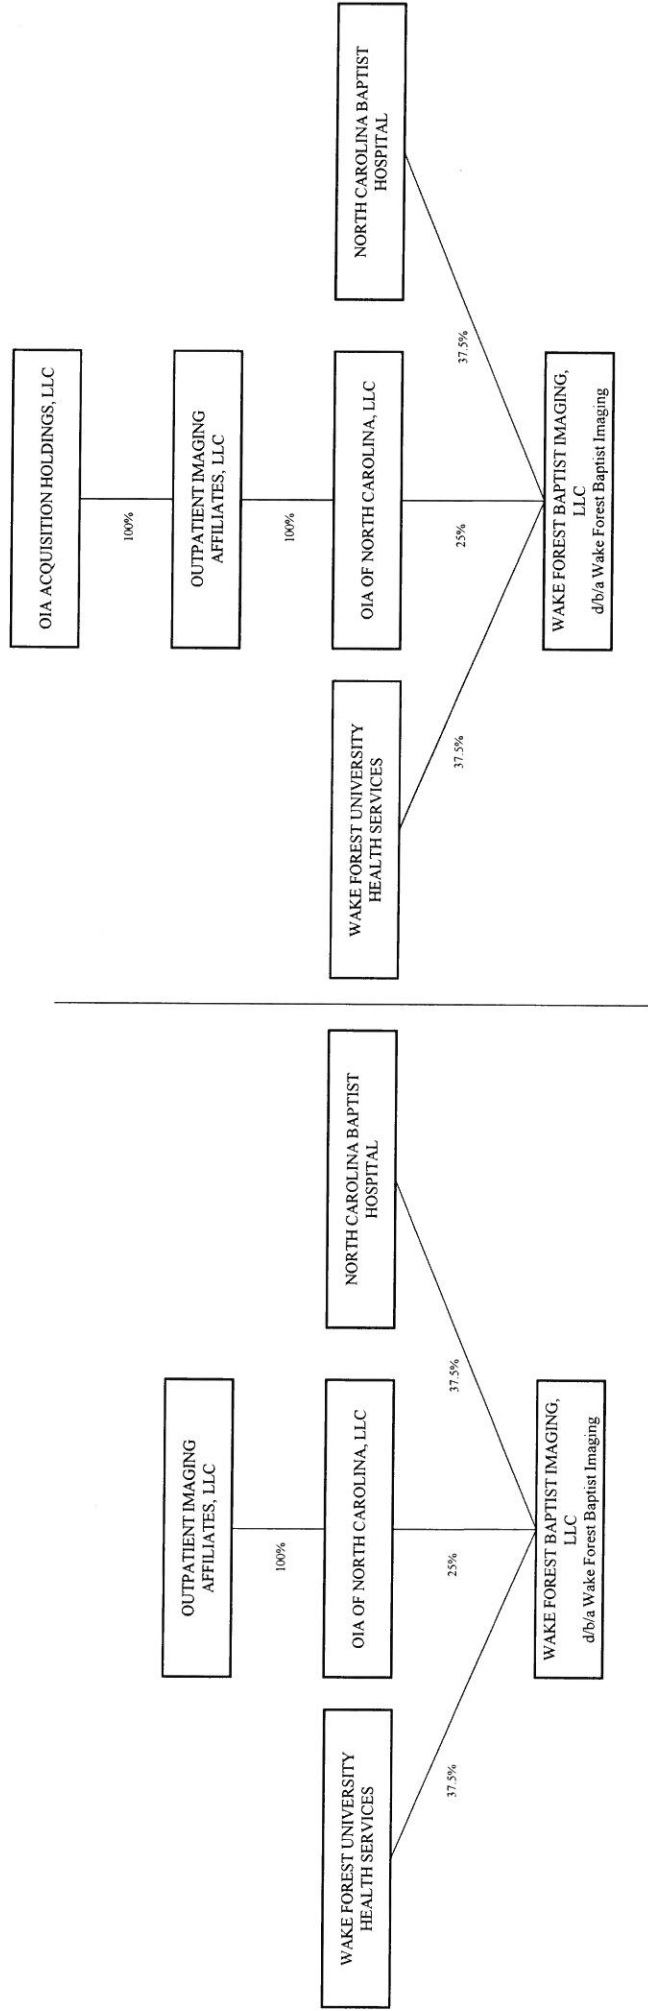 OUTPATIENT IMAGING
AFFILIATES, LLC
100%
WAKE FOREST UNIVERSITY
HEALTH SERVICES
OIA OF NORTH CAROLINA, LLC
NORTH CAROLINA BAPTIST
HOSPITAL
37.5%
25%
37.5%
WAKE FOREST BAPTIST IMAGING,
LLC
d/b/a Wake Forest Baptist Imaging
OIA ACQUISITION HOLDINGS, LLC
100%
OUTPATIENT IMAGING
AFFILIATES, LLC
100%
WAKE FOREST UNIVERSITY
HEALTH SERVICES
OIA OF NORTH CAROLINA, LLC
NORTH CAROLINA BAPTIST
HOSPITAL
37.5%
25%
37.5%
WAKE FOREST BAPTIST IMAGING,
LLC
d/b/a Wake Forest Baptist Imaging